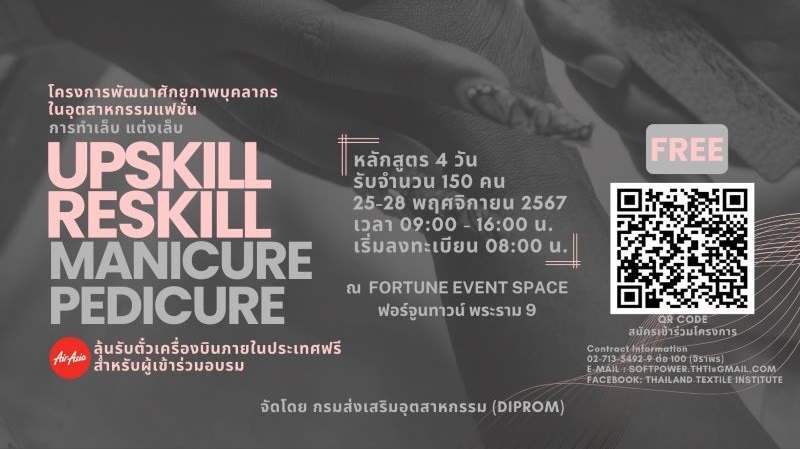 โครงการพัฒนาศักยภาพบุคลากร
ในอุตสาหกรรมแฟชั่น
การทำเล็บ แต่งเล็บ
UPSKILL
RESKILL
MANICURE
PEDICURE
AirAsia
ลุ้นรับตั๋วเครื่องบินภายในประเทศฟรี
สำหรับผู้เข้าร่วมอบรม
หลักสูตร 4 วัน
รับจำนวน 150 คน
25-28 พฤศจิกายน 2567
เวลา 09:00 - 16:00 น.
เริ่มลงทะเบียน 08:00 น.
ณ FORTUNE EVENT SPACE
ฟอร์จูนทาวน์ พระราม 9
FREE
QR CODE
สมัครเข้าร่วมโครงการ
Contract Information
02-713-5492-9 ต่อ 100 (จิราพร)
E-MAIL : SOFTPOWER.THTI@GMAIL.COM
FACEBOOK: THAILAND TEXTILE INSTITUTE
จัดโดย กรมส่งเสริมอุตสาหกรรม (DIPROM)